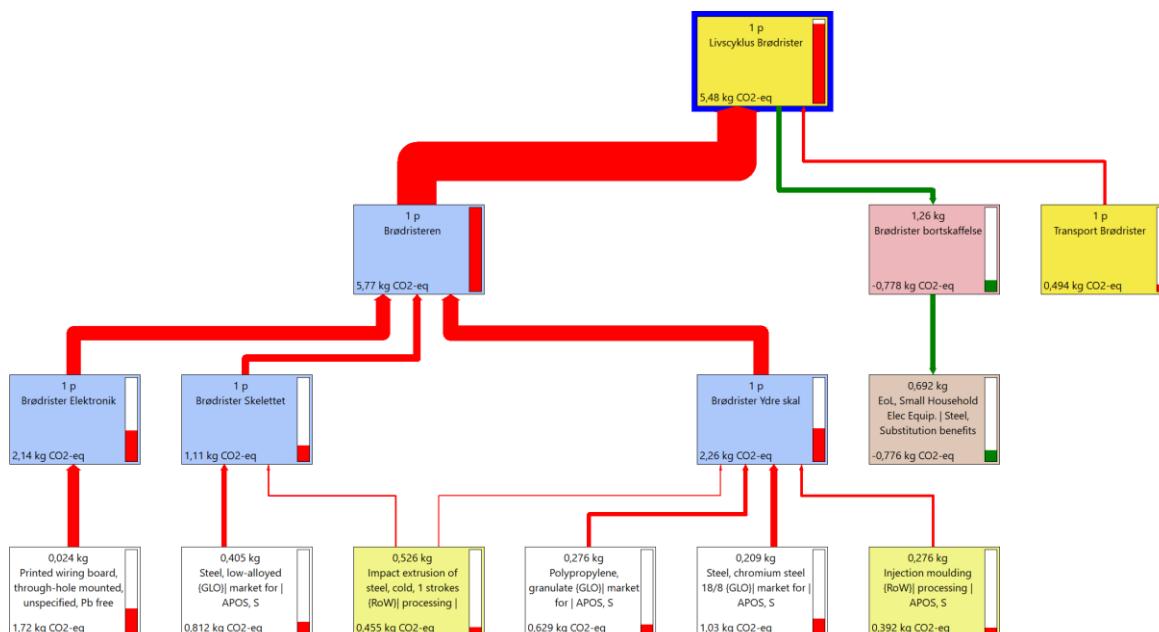 1 p
Livscyklus Brødrister
5,48 kg CO2-eq
1 p
Brødristeren
5,77 kg CO2-eq
1,26 kg
Brødrister bortskaffelse
-0,778 kg CO2-eq
1 p
Transport Brødrister
0,494 kg CO2-eq
1 p
Brødrister Elektronik
2,14 kg CO2-eq
1 p
Brødrister Skelettet
1,11 kg CO2-eq
1 p
Brødrister Ydre skal
2,26 kg CO2-eq
0,692 kg
EoL, Small Household
Elec Equip. | Steel,
Substitution benefits
-0,776 kg CO2-eq
0,024 kg
Printed wiring board,
through-hole mounted,
unspecified, Pb free
1,72 kg CO2-eq
0,405 kg
Steel, low-alloyed
{GLO}| market for |
APOS, S
0,812 kg CO2-eq
0,526 kg
Impact extrusion of
steel, cold, 1 strokes
{RoW}| processing |
0,455 kg CO2-eq
0,276 kg
Polypropylene,
granulate {GLO}| market
for | APOS, S
0,629 kg CO2-eq
0,209 kg
Steel, chromium steel
18/8 {GLO}| market for |
APOS, S
1,03 kg CO2-eq
0,276 kg
Injection moulding
{RoW}| processing |
APOS, S
0,392 kg CO2-eq